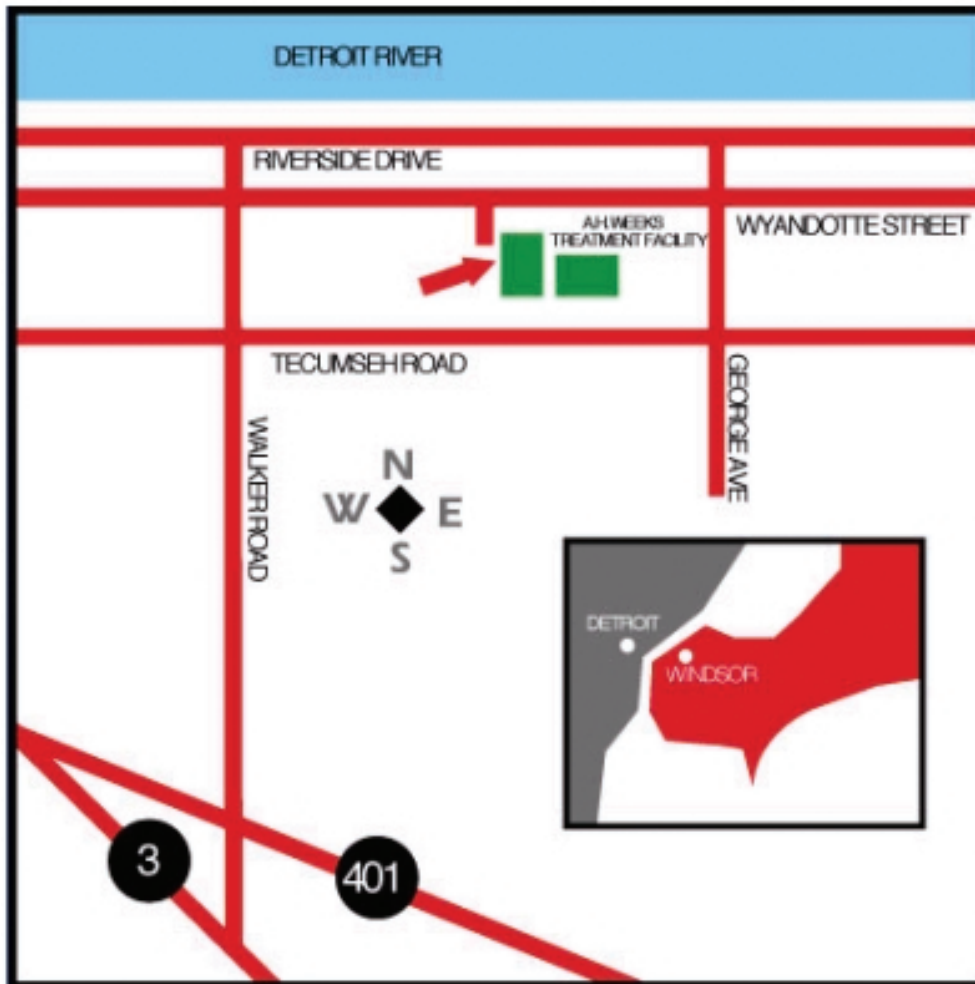 DETROIT RIVER
RIVERSIDE DRIVE
A.H. WEEKS
TREATMENT FACILITY
WYANDOTTE STREET
TECUMSEH ROAD
GEORGE AVE
WALKER ROAD
N
W E
S
DETROIT
WINDSOR
3
401